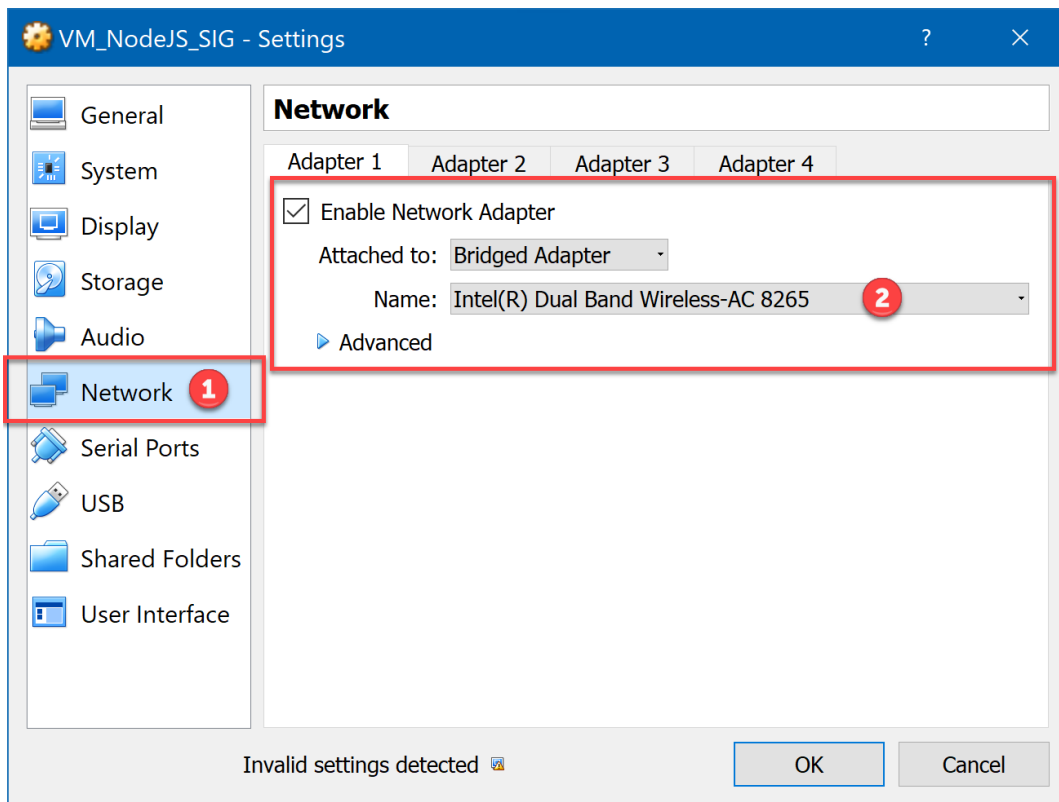 VM_NodeJS_SIG - Settings
?
General
System
Display
Storage
Audio
Network 1
Serial Ports
USB
Shared Folders
User Interface
Network
Adapter 1 Adapter 2 Adapter 3 Adapter 4
Enable Network Adapter
Attached to: Bridged Adapter
Name: Intel(R) Dual Band Wireless-AC 8265 2
Advanced
Invalid settings detected
OK Cancel